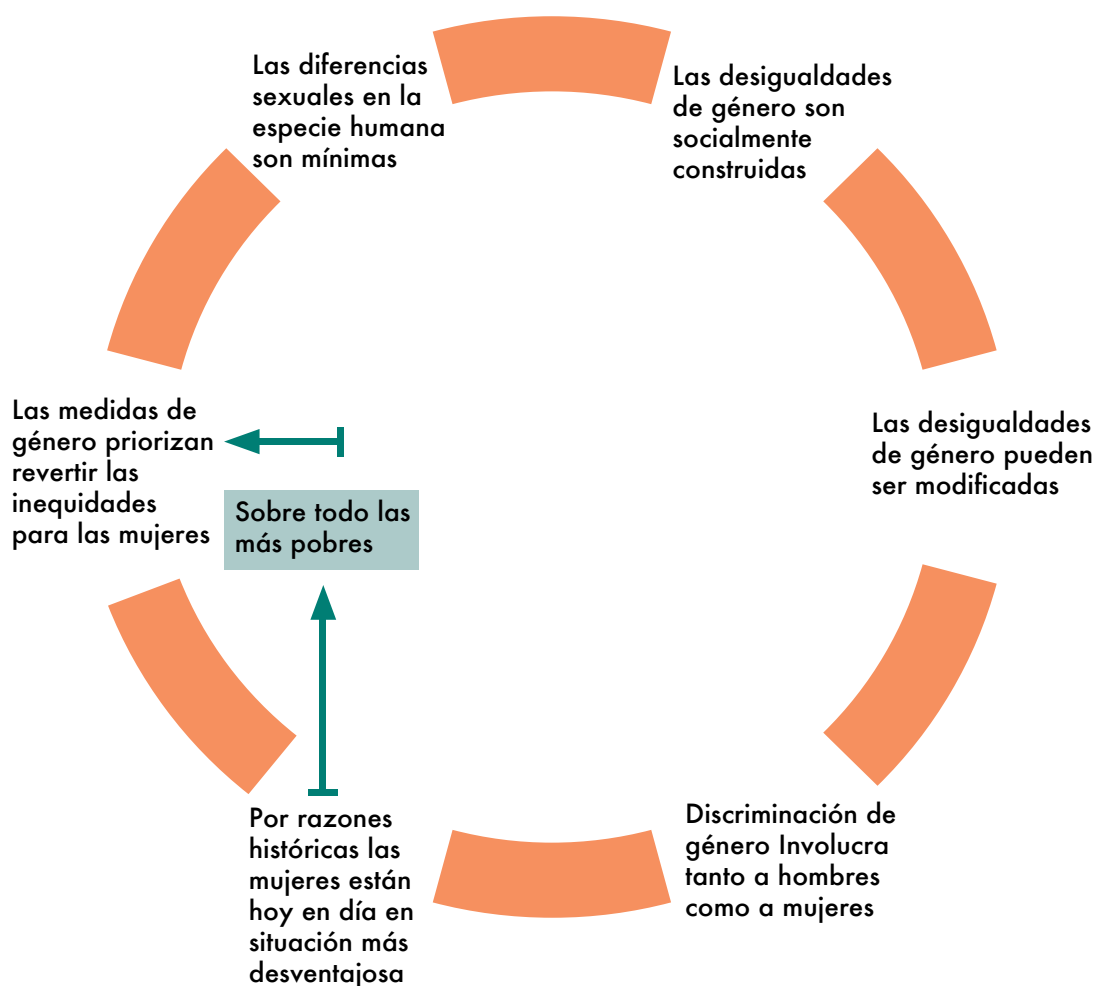 Las diferencias
sexuales en la
especie humana
son mínimas
Las desigualdades
de género son
socialmente
construidas
Las desigualdades
de género pueden
ser modificadas
Discriminación de
género Involucra
tanto a hombres
como a mujeres
Por razones
históricas las
mujeres están
hoy en día en
situación más
desventajosa
Sobre todo las
más pobres
Las medidas de
género priorizan
revertir las
inequidades
para las mujeres